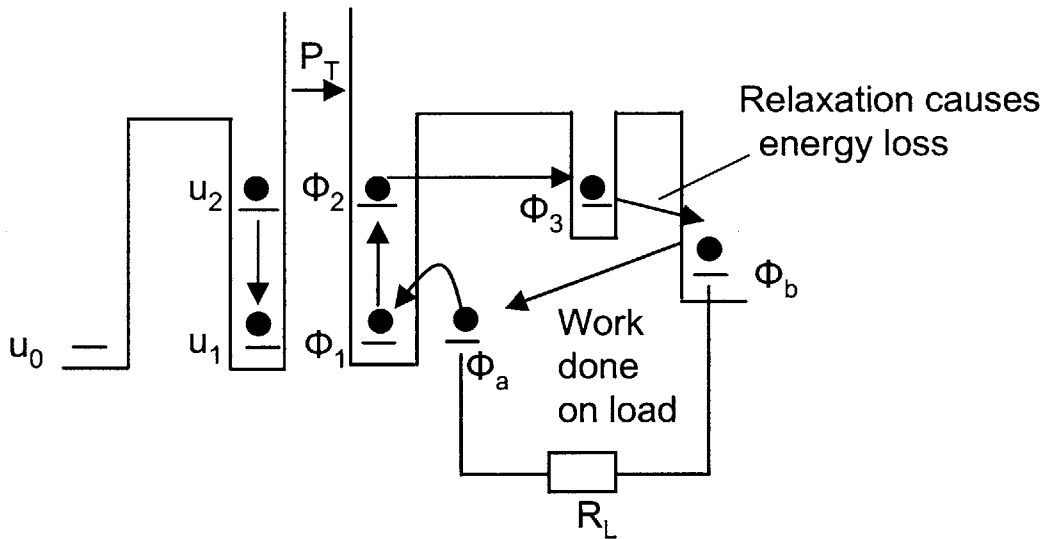 P_T
Relaxation causes
energy loss
u_2
Φ_2
Φ_3
Φ_b
u_0
u_1
Φ_1
Φ_a
Work
done
on load
R_L